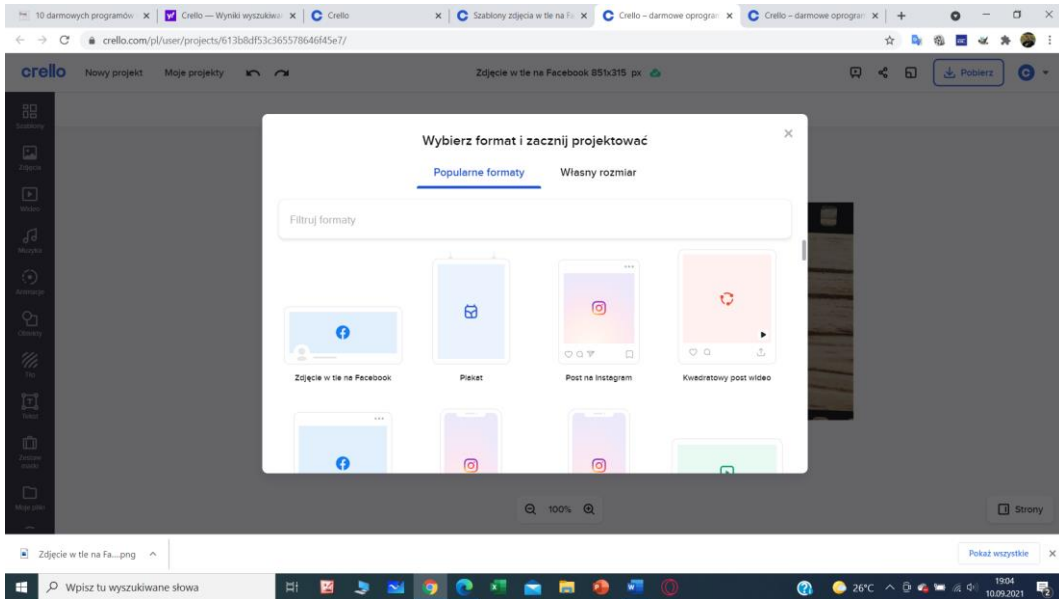 10 darmowych programów
Crello — Wyniki wyszukiwa
Crello
Szablony zdjęcia w tle na Fa
Crello – darmowe oprogran
Crello – darmowe oprogran
crello.com/pl/user/projects/613b8df53c365578646f45e7/
crello
Nowy projekt
Moje projekty
Zdjęcie w tle na Facebook 851x315 px
Pobierz
C
Szablony
Zdjęcia
Wideo
Muzyka
Animacje
Obiekty
Tło
Tekst
Zestaw
marki
Moje pliki
Wybierz format i zacznij projektować
Popularne formaty
Własny rozmiar
Filtruj formaty
Zdjęcie w tle na Facebook
Plakat
Post na Instagram
Kwadratowy post wideo
100%
Strony
Zdjęcie w tle na Fa....png
Pokaż wszystkie
Wpisz tu wyszukiwane słowa
26°C
19:04
10.09.2021